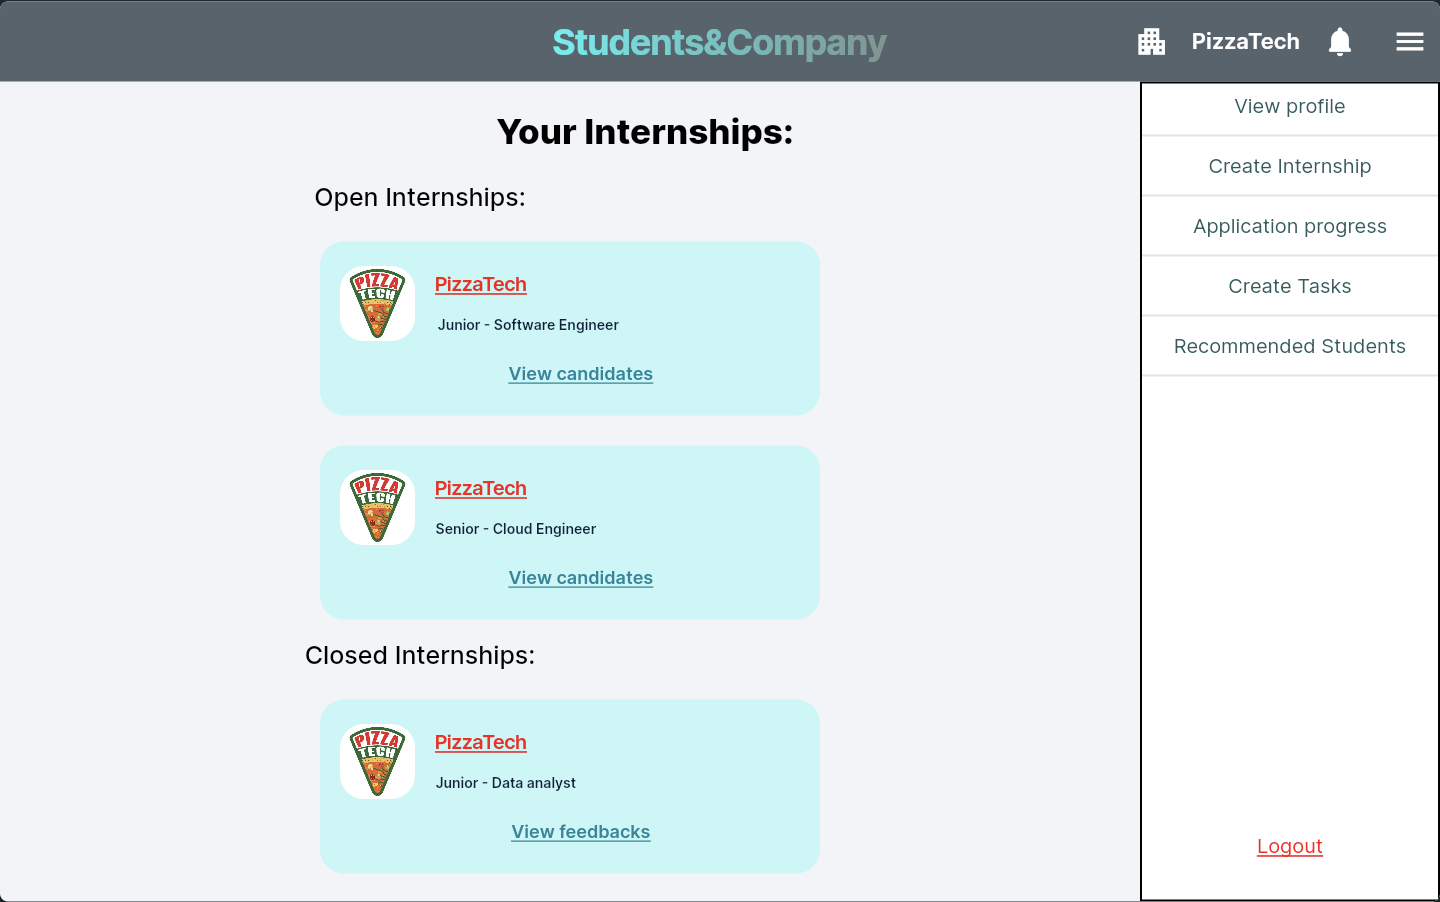 Students&Company
PizzaTech
Your Internships:
Open Internships:
PIZZA
TECH
PizzaTech
Junior - Software Engineer
View candidates
PIZZA
TECH
PizzaTech
Senior - Cloud Engineer
View candidates
Closed Internships:
PIZZA
TECH
PizzaTech
Junior - Data analyst
View feedbacks
View profile
Create Internship
Application progress
Create Tasks
Recommended Students
Logout